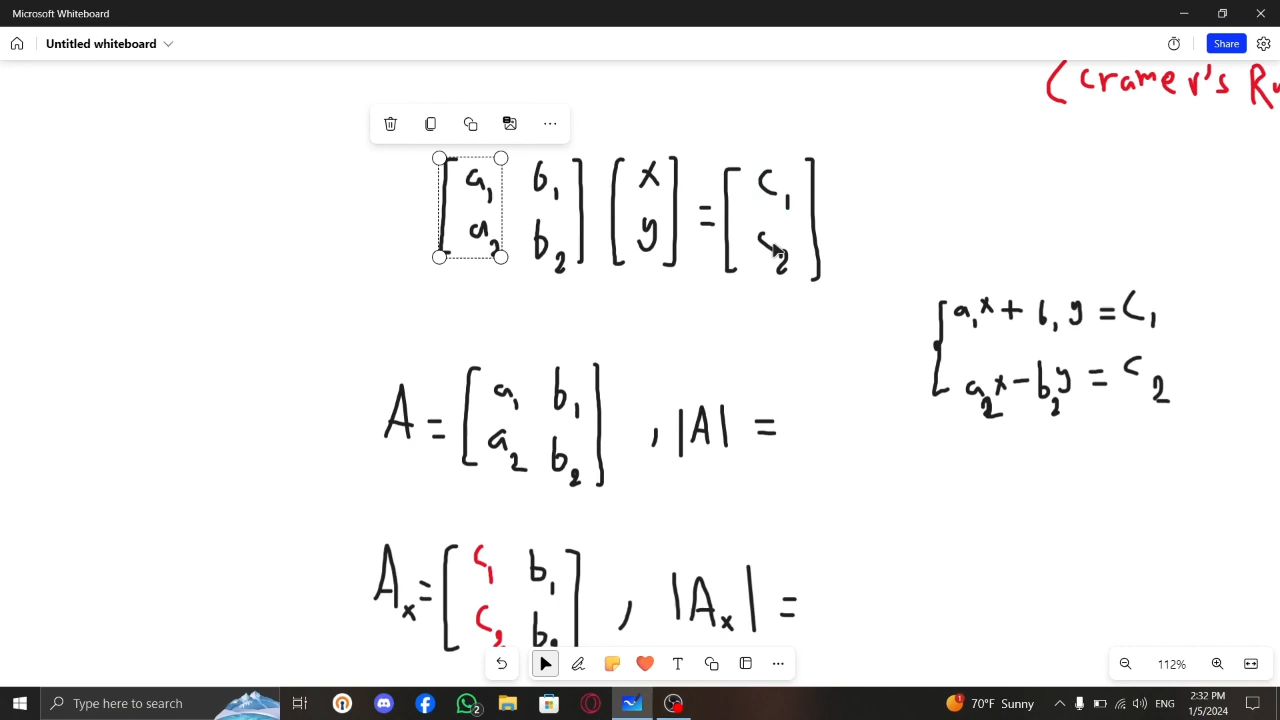 Microsoft Whiteboard
Untitled whiteboard
Share
(Cramer's
[a₁ b₁ [x = [c₁
a₂ b₂] y] c₂]
{a₁x + b₁y = c₁
a₂x - b₂y = c₂
A = [a₁ b₁ , |A| =
a₂ b₂]
Aₓ = [c₁ b₁ , |Aₓ| =
c₂ b₂]
T
112%
Type here to search
2
70°F Sunny
ENG
2:32 PM
1/5/2024